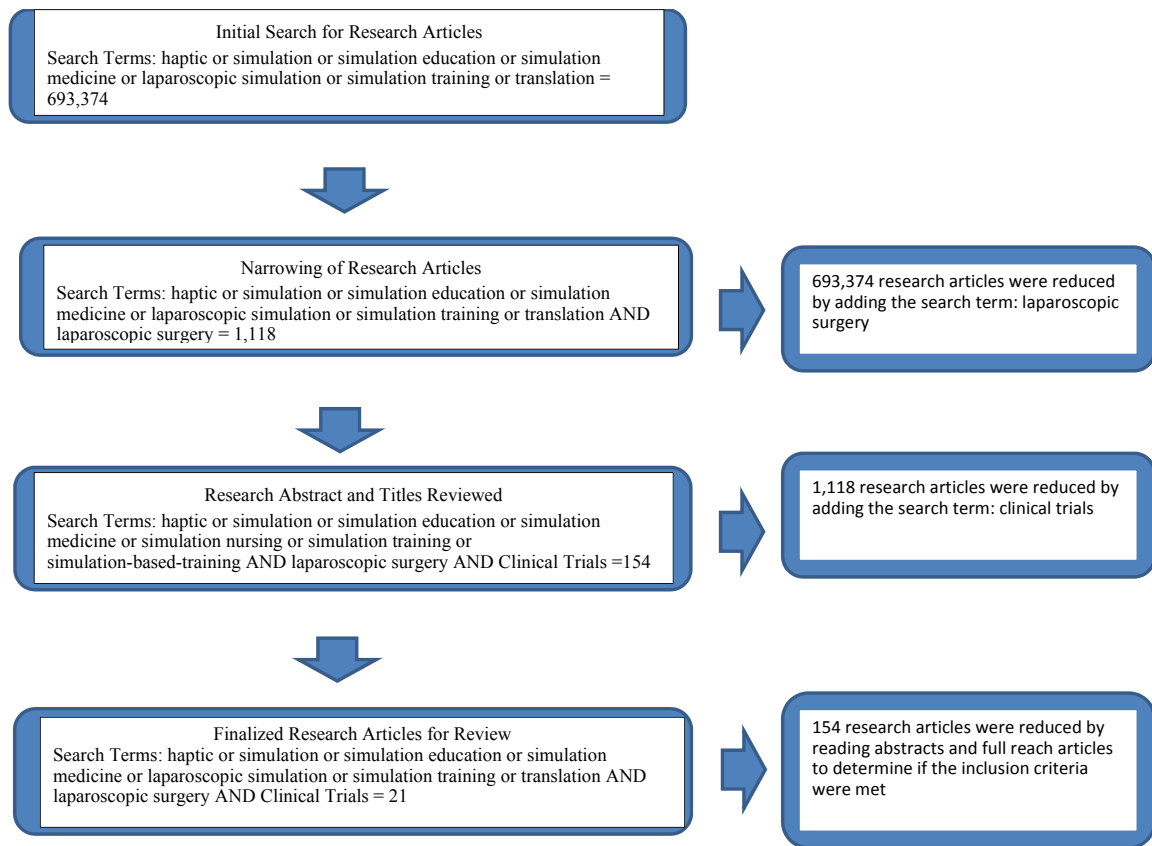 Initial Search for Research Articles
Search Terms: haptic or simulation or simulation education or simulation
medicine or laparoscopic simulation or simulation training or translation =
693,374
Narrowing of Research Articles
Search Terms: haptic or simulation or simulation education or simulation
medicine or laparoscopic simulation or simulation training or translation AND
laparoscopic surgery = 1,118
693,374 research articles were reduced
by adding the search term: laparoscopic
surgery
Research Abstract and Titles Reviewed
Search Terms: haptic or simulation or simulation education or simulation
medicine or simulation nursing or simulation training or
simulation-based-training AND laparoscopic surgery AND Clinical Trials =154
1,118 research articles were reduced by
adding the search term: clinical trials
Finalized Research Articles for Review
Search Terms: haptic or simulation or simulation education or simulation
medicine or laparoscopic simulation or simulation training or translation AND
laparoscopic surgery AND Clinical Trials = 21
154 research articles were reduced by
reading abstracts and full reach articles
to determine if the inclusion criteria
were met